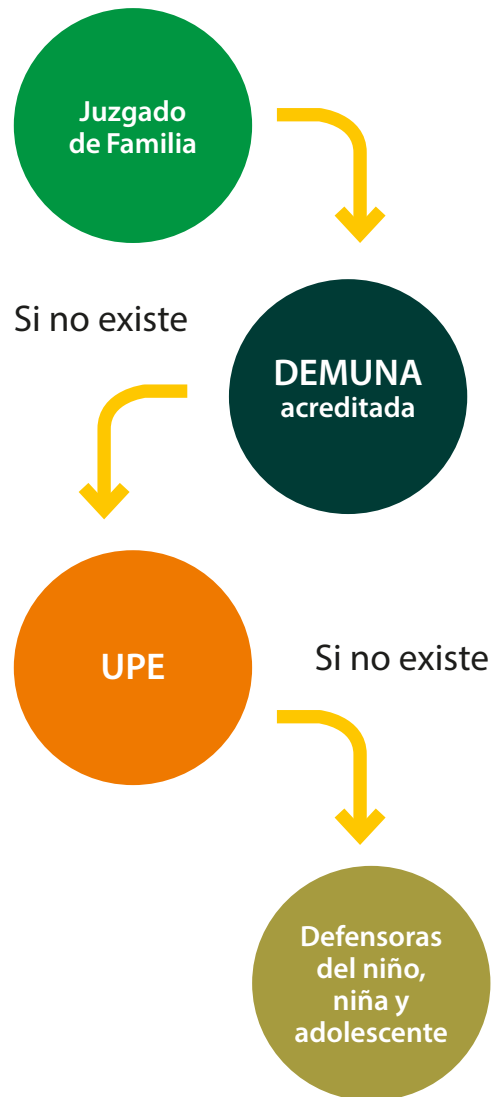 Juzgado
de Familia
Si no existe
DEMUNA
acreditada
UPE
Si no existe
Defensoras
del niño,
niña y
adolescente